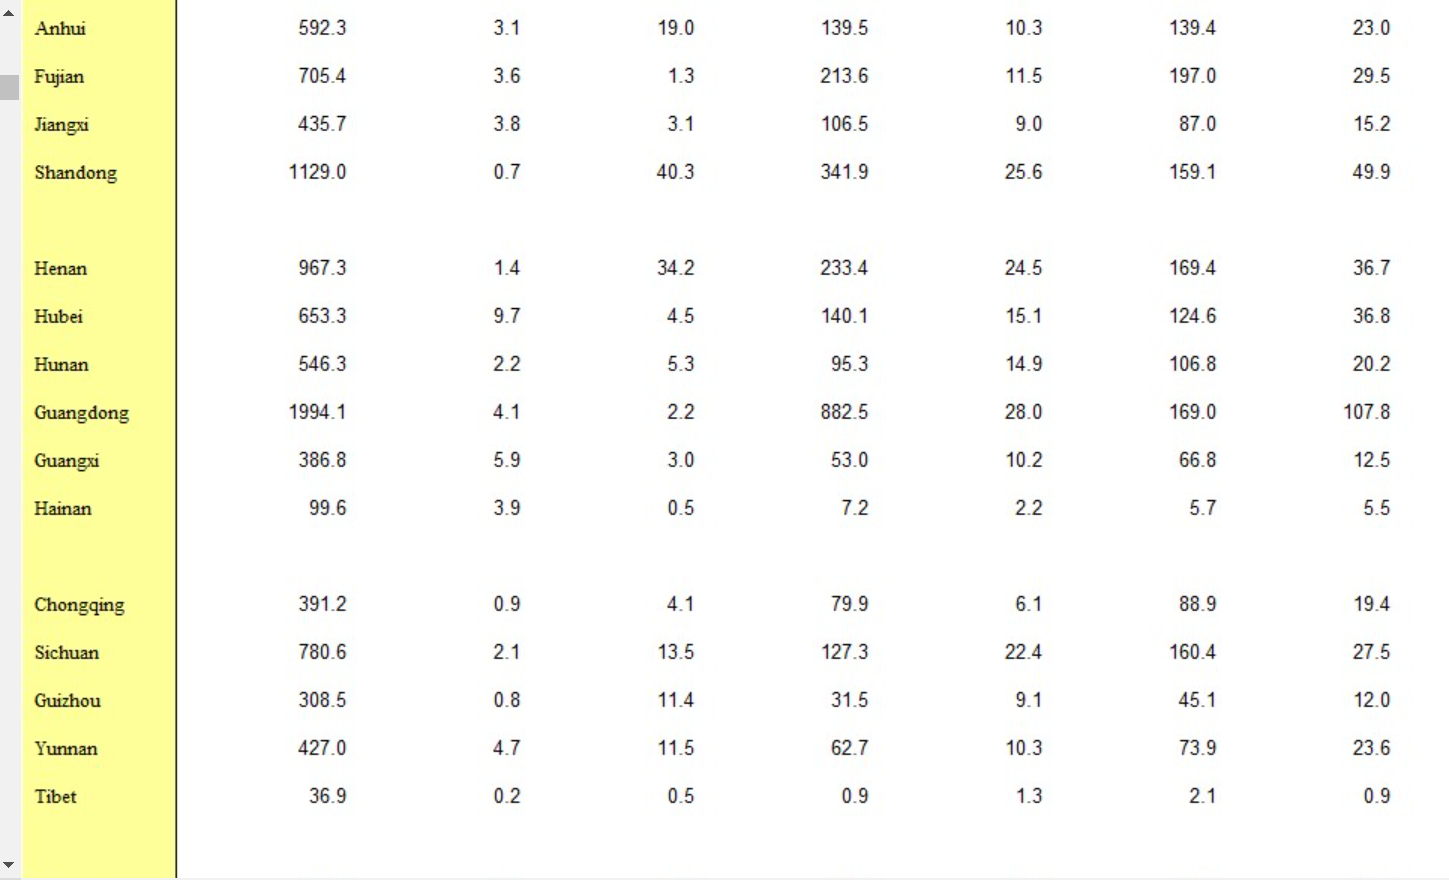 Anhui 592.3 3.1 19.0 139.5 10.3 139.4 23.0
Fujian 705.4 3.6 1.3 213.6 11.5 197.0 29.5
Jiangxi 435.7 3.8 3.1 106.5 9.0 87.0 15.2
Shandong 1129.0 0.7 40.3 341.9 25.6 159.1 49.9
Henan 967.3 1.4 34.2 233.4 24.5 169.4 36.7
Hubei 653.3 9.7 4.5 140.1 15.1 124.6 36.8
Hunan 546.3 2.2 5.3 95.3 14.9 106.8 20.2
Guangdong 1994.1 4.1 2.2 882.5 28.0 169.0 107.8
Guangxi 386.8 5.9 3.0 53.0 10.2 66.8 12.5
Hainan 99.6 3.9 0.5 7.2 2.2 5.7 5.5
Chongqing 391.2 0.9 4.1 79.9 6.1 88.9 19.4
Sichuan 780.6 2.1 13.5 127.3 22.4 160.4 27.5
Guizhou 308.5 0.8 11.4 31.5 9.1 45.1 12.0
Yunnan 427.0 4.7 11.5 62.7 10.3 73.9 23.6
Tibet 36.9 0.2 0.5 0.9 1.3 2.1 0.9